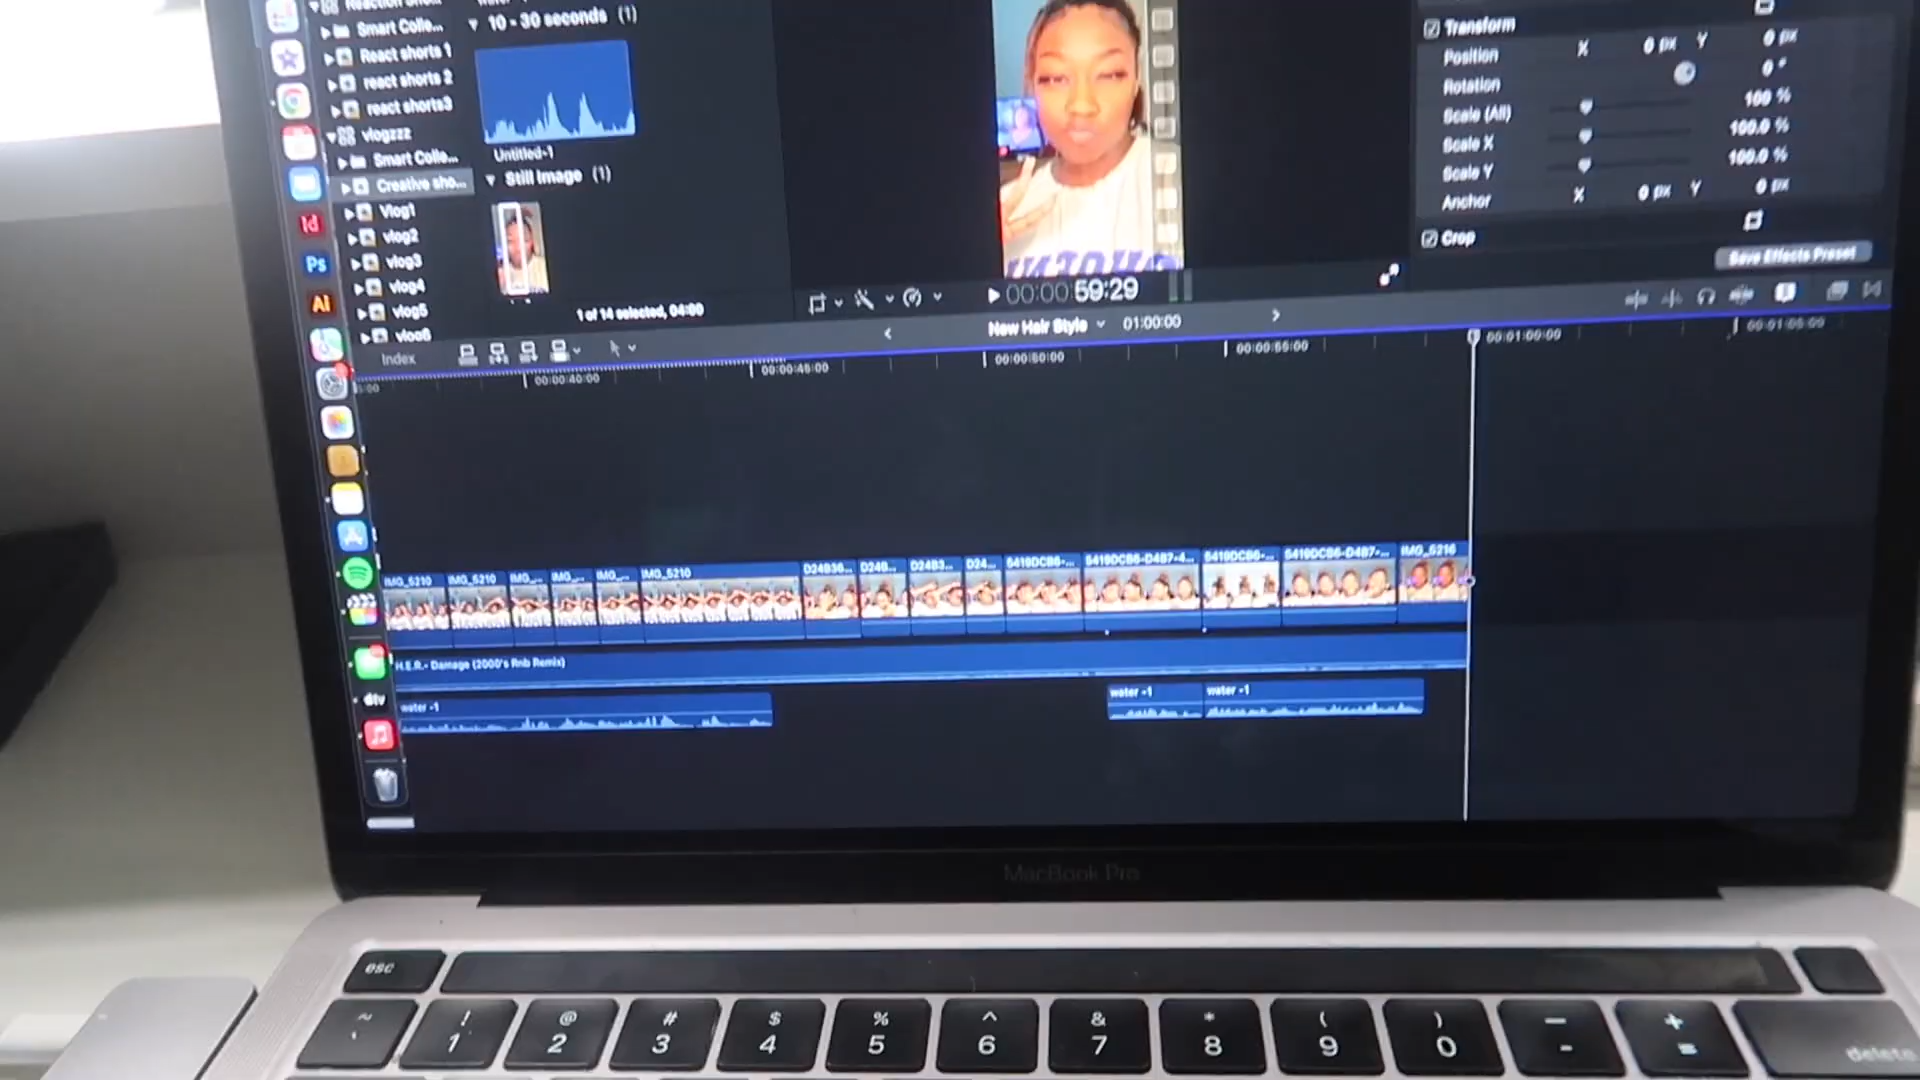 Smart Colle...
React shorts 1
react shorts 2
react shorts3
vlogzzz
Smart Colle...
Creative sho...
Vlog1
vlog2
vlog3
vlog4
vlog5
vlog6
10 - 30 seconds (1)
Untitled-1
Still Image (1)
1 of 14 selected, 04:00
Transform
Position X 0 px Y 0 px
Rotation 0 °
Scale (All) 100 %
Scale X 100.0 %
Scale Y 100.0 %
Anchor X 0 px Y 0 px
Crop
Save Effects Preset
00:00:59:29
Index
New Hair Style 01:00:00
00:00:40:00
00:00:45:00
00:00:50:00
00:00:55:00
00:01:00:00
00:01:05:00
Id
Ps
Ai
IMG_5210
IMG_5210
IMG_...
IMG_...
IMG_...
IMG_5210
D24B36...
D24B...
D24B3...
D24...
5419DCB6-...
5419DCB6-D4B7-4...
5419DCB6-...
5419DCB6-D4B7-...
IMG_5216
H.E.R.- Damage (2000's Rnb Remix)
water -1
water -1
water -1
MacBook Pro
esc
~ ! @ # $ % ^ & * ( ) — +
` 1 2 3 4 5 6 7 8 9 0 - =
delete